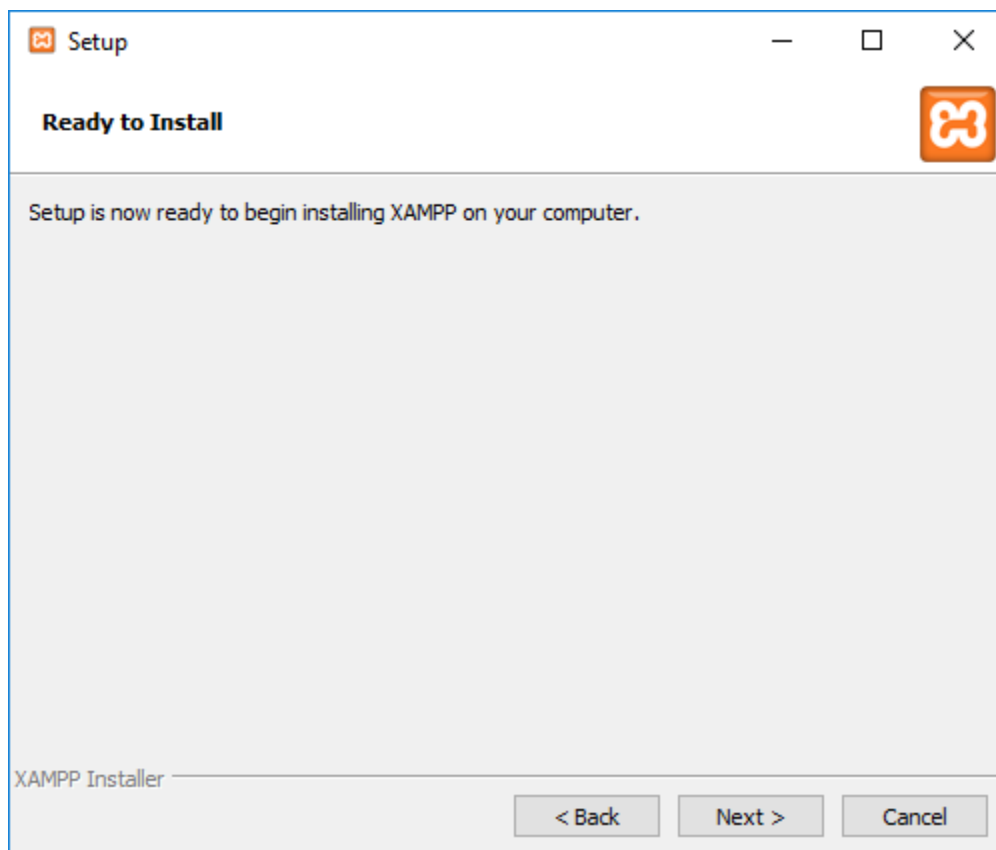 Setup
Ready to Install
Setup is now ready to begin installing XAMPP on your computer.
XAMPP Installer
< Back Next > Cancel